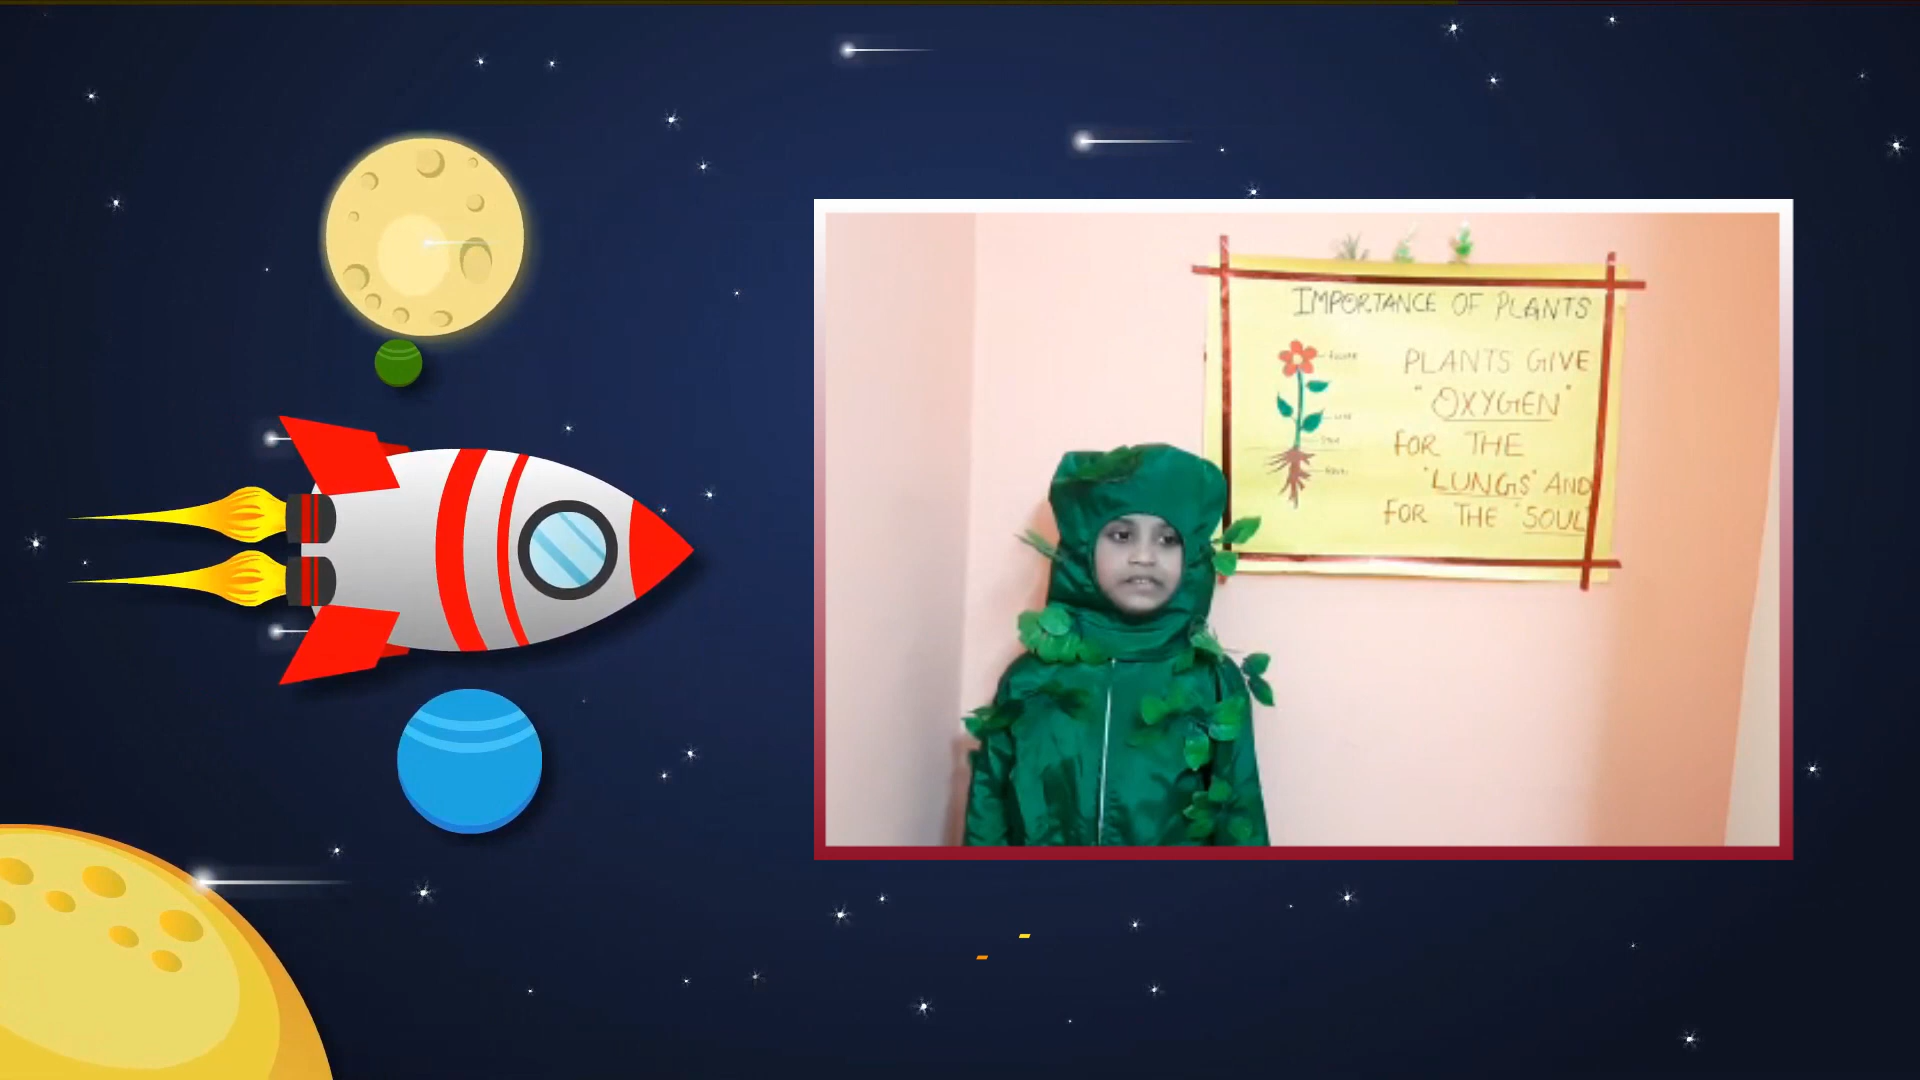 IMPORTANCE OF PLANTS
PLANTS GIVE
"OXYGEN"
FOR THE
"LUNGS" AND
FOR THE "SOUL"